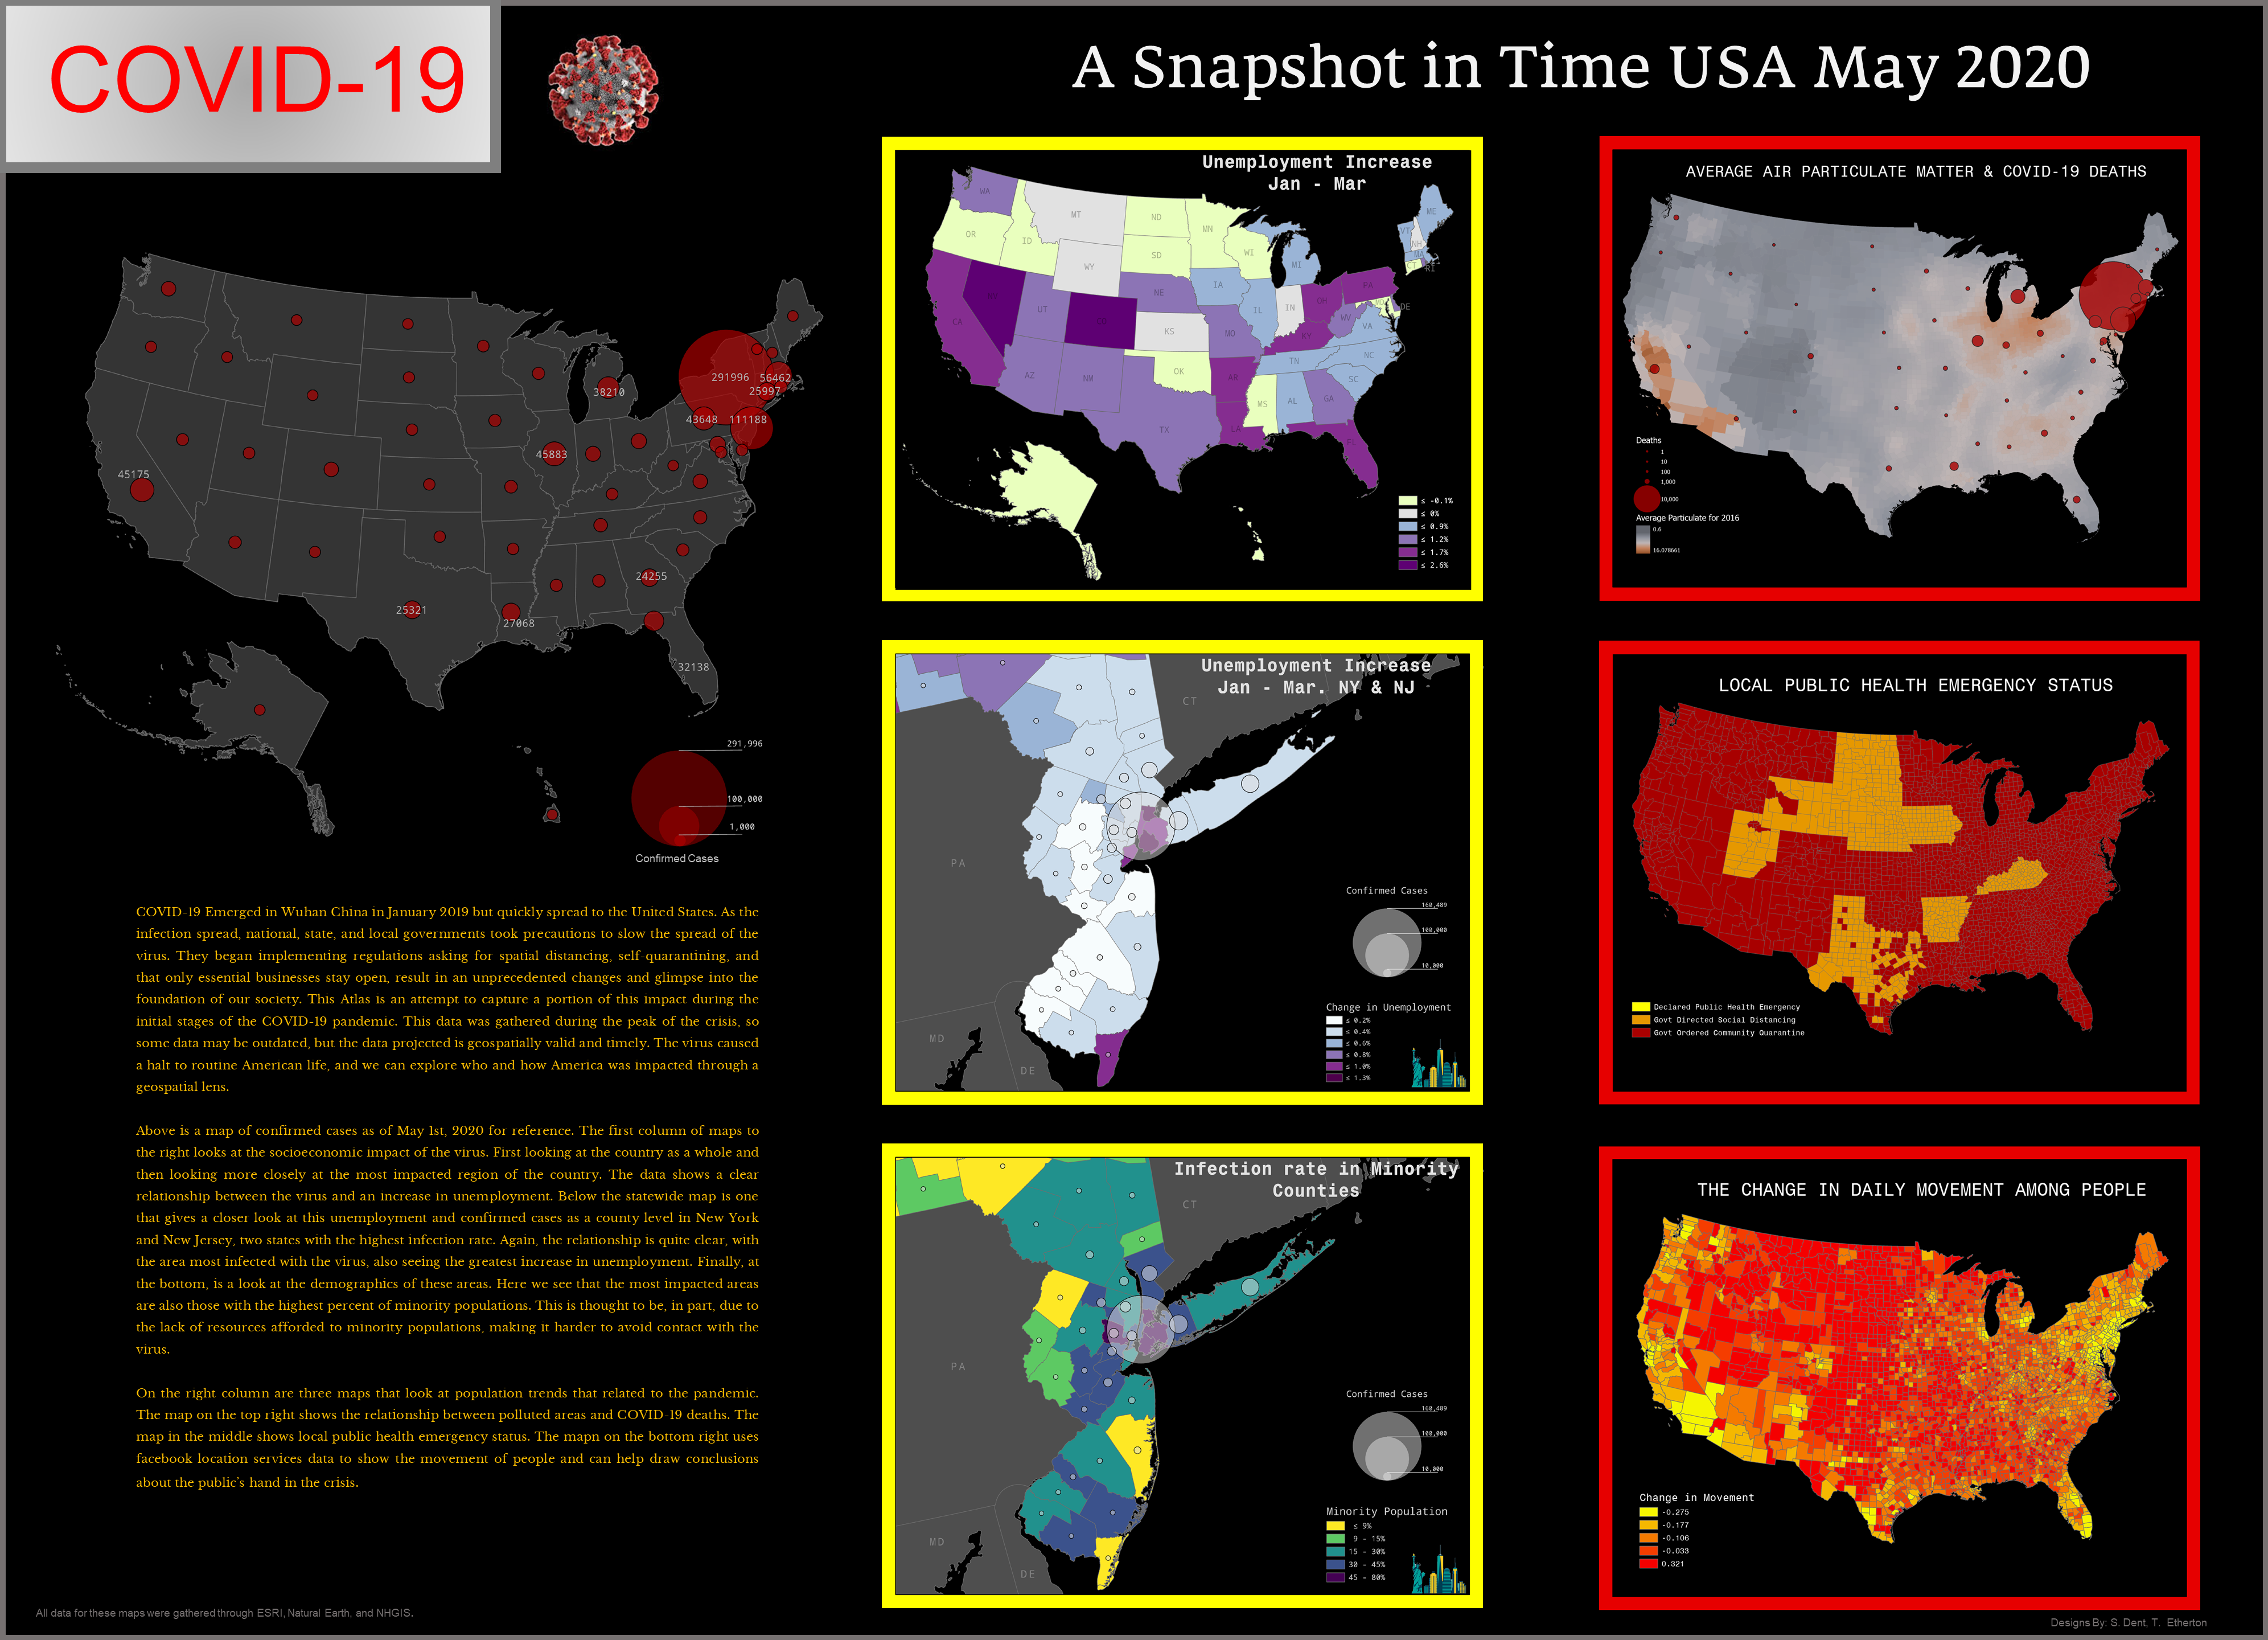 COVID-19
A Snapshot in Time USA May 2020
291996
56462
25997
38210
43648
111188
45883
45175
24255
25321
27068
32138
291,996
100,000
1,000
Confirmed Cases
COVID-19 Emerged in Wuhan China in January 2019 but quickly spread to the United States. As the
infection spread, national, state, and local governments took precautions to slow the spread of the
virus. They began implementing regulations asking for spatial distancing, self-quarantining, and
that only essential businesses stay open, result in an unprecedented changes and glimpse into the
foundation of our society. This Atlas is an attempt to capture a portion of this impact during the
initial stages of the COVID-19 pandemic. This data was gathered during the peak of the crisis, so
some data may be outdated, but the data projected is geospatially valid and timely. The virus caused
a halt to routine American life, and we can explore who and how America was impacted through a
geospatial lens.
Above is a map of confirmed cases as of May 1st, 2020 for reference. The first column of maps to
the right looks at the socioeconomic impact of the virus. First looking at the country as a whole and
then looking more closely at the most impacted region of the country. The data shows a clear
relationship between the virus and an increase in unemployment. Below the statewide map is one
that gives a closer look at this unemployment and confirmed cases as a county level in New York
and New Jersey, two states with the highest infection rate. Again, the relationship is quite clear, with
the area most infected with the virus, also seeing the greatest increase in unemployment. Finally, at
the bottom, is a look at the demographics of these areas. Here we see that the most impacted areas
are also those with the highest percent of minority populations. This is thought to be, in part, due to
the lack of resources afforded to minority populations, making it harder to avoid contact with the
virus.
On the right column are three maps that look at population trends that related to the pandemic.
The map on the top right shows the relationship between polluted areas and COVID-19 deaths. The
map in the middle shows local public health emergency status. The mapn on the bottom right uses
facebook location services data to show the movement of people and can help draw conclusions
about the public's hand in the crisis.
All data for these maps were gathered through ESRI, Natural Earth, and NHGIS.
Unemployment Increase
Jan - Mar
WA
MT
ND
MN
ME
OR
ID
SD
WI
MI
VT
NH
MA
CT
RI
WY
IA
NE
PA
NV
UT
CO
IL
IN
OH
DE
CA
KS
MO
WV
VA
KY
AZ
NM
OK
AR
TN
NC
SC
MS
AL
GA
TX
LA
FL
≤ -0.1%
≤ 0%
≤ 0.9%
≤ 1.2%
≤ 1.7%
≤ 2.6%
Unemployment Increase
Jan - Mar. NY & NJ
CT
PA
MD
DE
Confirmed Cases
160,489
100,000
10,000
Change in Unemployment
≤ 0.2%
≤ 0.4%
≤ 0.6%
≤ 0.8%
≤ 1.0%
≤ 1.3%
Infection rate in Minority
Counties
CT
PA
MD
DE
Confirmed Cases
160,489
100,000
10,000
Minority Population
≤ 9%
9 - 15%
15 - 30%
30 - 45%
45 - 80%
AVERAGE AIR PARTICULATE MATTER & COVID-19 DEATHS
Deaths
1
10
100
1,000
10,000
Average Particulate for 2016
0.6
16.078661
LOCAL PUBLIC HEALTH EMERGENCY STATUS
Declared Public Health Emergency
Govt Directed Social Distancing
Govt Ordered Community Quarantine
THE CHANGE IN DAILY MOVEMENT AMONG PEOPLE
Change in Movement
-0.275
-0.177
-0.106
-0.033
0.321
Designs By: S. Dent, T. Etherton